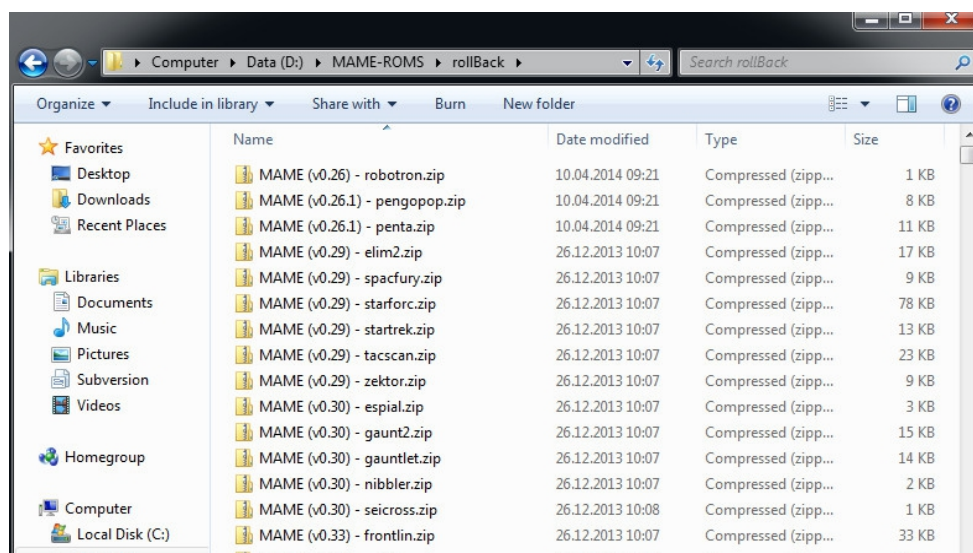 Computer ▸ Data (D:) ▸ MAME-ROMS ▸ rollBack ▸ Search rollBack
Organize Include in library Share with Burn New folder
Name Date modified Type Size
Favorites
Desktop
Downloads
Recent Places
Libraries
Documents
Music
Pictures
Subversion
Videos
Homegroup
Computer
Local Disk (C:)
MAME (v0.26) - robotron.zip 10.04.2014 09:21 Compressed (zipp... 1 KB
MAME (v0.26.1) - pengopop.zip 10.04.2014 09:21 Compressed (zipp... 8 KB
MAME (v0.26.1) - penta.zip 10.04.2014 09:21 Compressed (zipp... 11 KB
MAME (v0.29) - elim2.zip 26.12.2013 10:07 Compressed (zipp... 17 KB
MAME (v0.29) - spacfury.zip 26.12.2013 10:07 Compressed (zipp... 9 KB
MAME (v0.29) - starforc.zip 26.12.2013 10:07 Compressed (zipp... 78 KB
MAME (v0.29) - startrek.zip 26.12.2013 10:07 Compressed (zipp... 13 KB
MAME (v0.29) - tacscan.zip 26.12.2013 10:07 Compressed (zipp... 23 KB
MAME (v0.29) - zektor.zip 26.12.2013 10:07 Compressed (zipp... 9 KB
MAME (v0.30) - espial.zip 26.12.2013 10:07 Compressed (zipp... 3 KB
MAME (v0.30) - gaunt2.zip 26.12.2013 10:07 Compressed (zipp... 15 KB
MAME (v0.30) - gauntlet.zip 26.12.2013 10:07 Compressed (zipp... 14 KB
MAME (v0.30) - nibbler.zip 26.12.2013 10:07 Compressed (zipp... 2 KB
MAME (v0.30) - seicross.zip 26.12.2013 10:08 Compressed (zipp... 1 KB
MAME (v0.33) - frontlin.zip 26.12.2013 10:07 Compressed (zipp... 33 KB